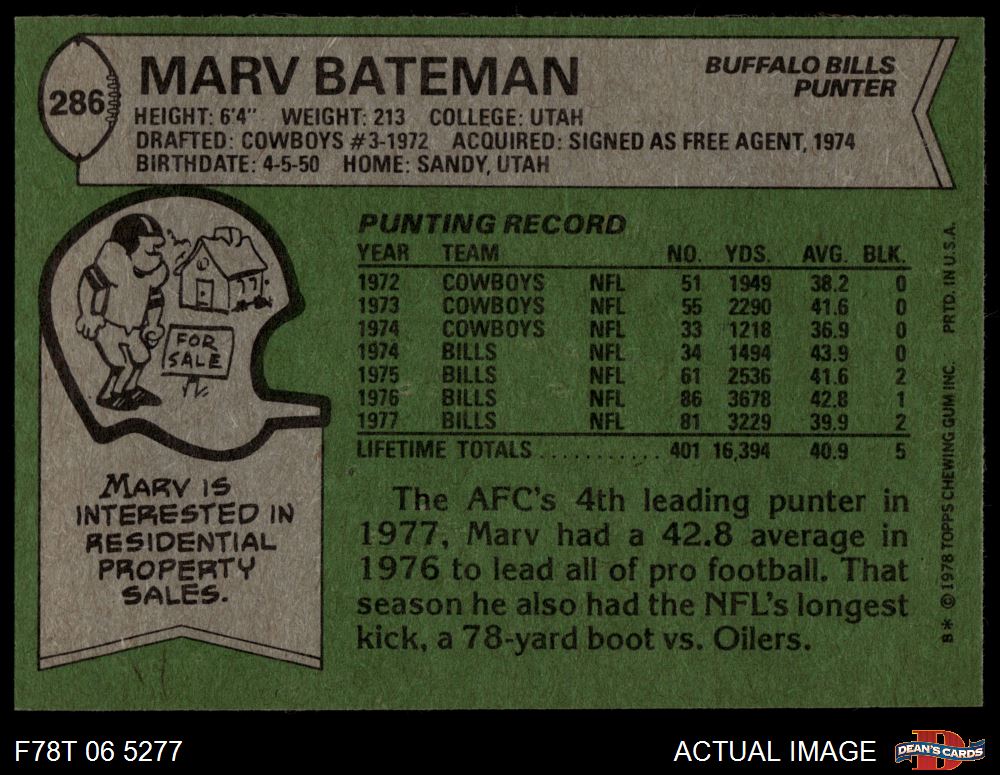 286
MARV BATEMAN
BUFFALO BILLS
PUNTER
HEIGHT: 6'4" WEIGHT: 213 COLLEGE: UTAH
DRAFTED: COWBOYS #3-1972 ACQUIRED: SIGNED AS FREE AGENT, 1974
BIRTHDATE: 4-5-50 HOME: SANDY, UTAH
FOR
SALE
MARV IS
INTERESTED IN
RESIDENTIAL
PROPERTY
SALES.
PUNTING RECORD
YEAR TEAM NO. YDS. AVG. BLK.
1972 COWBOYS NFL 51 1949 38.2 0
1973 COWBOYS NFL 55 2290 41.6 0
1974 COWBOYS NFL 33 1218 36.9 0
1974 BILLS NFL 34 1494 43.9 0
1975 BILLS NFL 61 2536 41.6 2
1976 BILLS NFL 86 3678 42.8 1
1977 BILLS NFL 81 3229 39.9 2
LIFETIME TOTALS ........... 401 16,394 40.9 5
The AFC's 4th leading punter in
1977, Marv had a 42.8 average in
1976 to lead all of pro football. That
season he also had the NFL's longest
kick, a 78-yard boot vs. Oilers.
B* © 1978 TOPPS CHEWING GUM INC. PRTD. IN U.S.A.
F78T 06 5277
ACTUAL IMAGE
D
DEAN'S CARDS